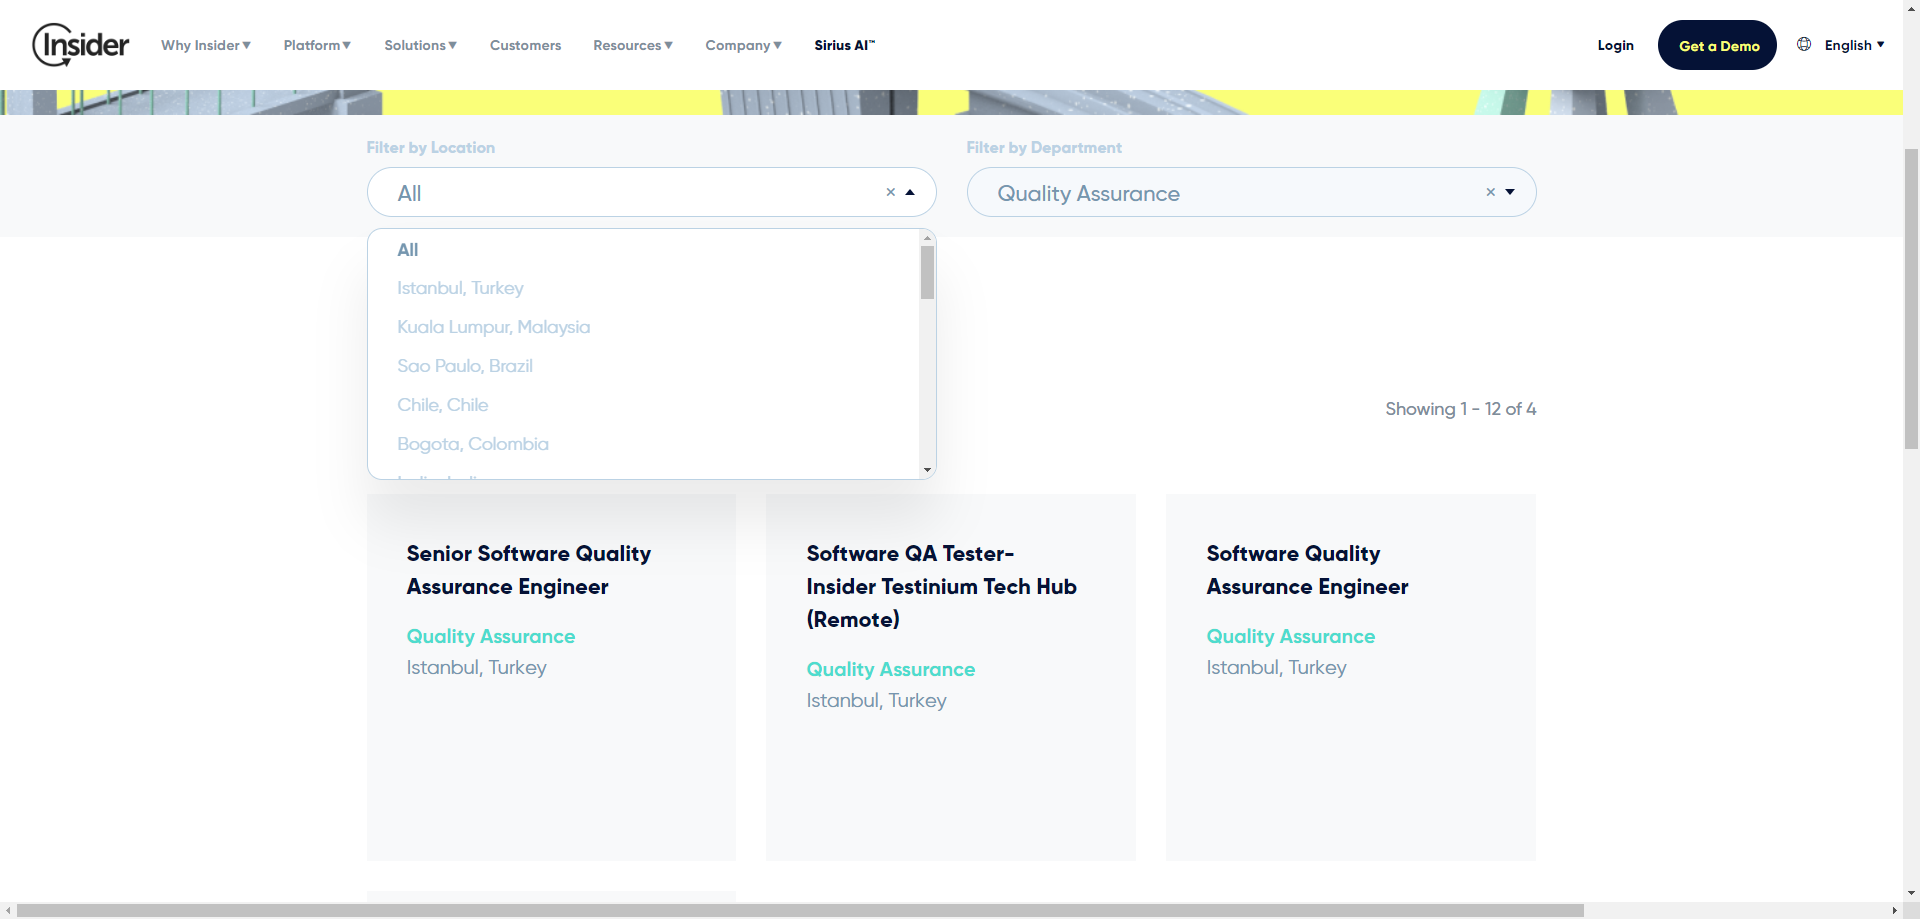 Insider
Why Insider▼ Platform▼ Solutions▼ Customers Resources▼ Company▼ Sirius AI™ Login Get a Demo English ▼
Filter by Location Filter by Department
All × Quality Assurance ×
All
Istanbul, Turkey
Kuala Lumpur, Malaysia
Sao Paulo, Brazil
Chile, Chile
Showing 1 - 12 of 4
Bogota, Colombia
Senior Software Quality
Assurance Engineer
Quality Assurance
Istanbul, Turkey
Software QA Tester-
Insider Testinium Tech Hub
(Remote)
Quality Assurance
Istanbul, Turkey
Software Quality
Assurance Engineer
Quality Assurance
Istanbul, Turkey